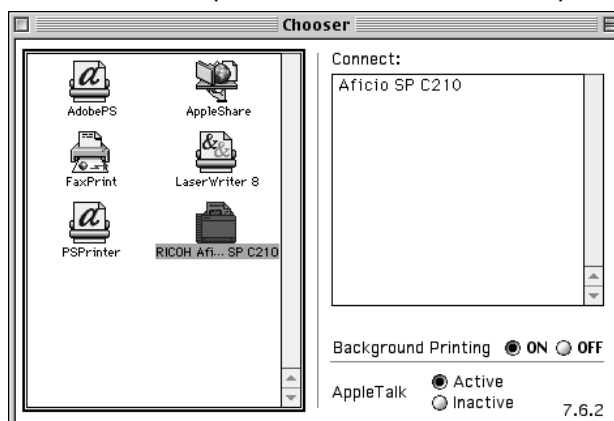 Chooser
AdobePS
AppleShare
FaxPrint
LaserWriter 8
PSPrinter
RICOH Afi... SP C210
Connect:
Aficio SP C210
Background Printing ON OFF
AppleTalk
Active
Inactive
7.6.2